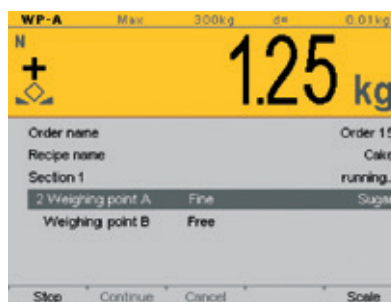 WP-A Max 300kg d= 0.01kg
N
1.25 kg
Order name Order 15
Recipe name Cake
Section 1 running..
2 Weighing point A Fine Sugar
Weighing point B Free
Stop Continue Cancel Scale